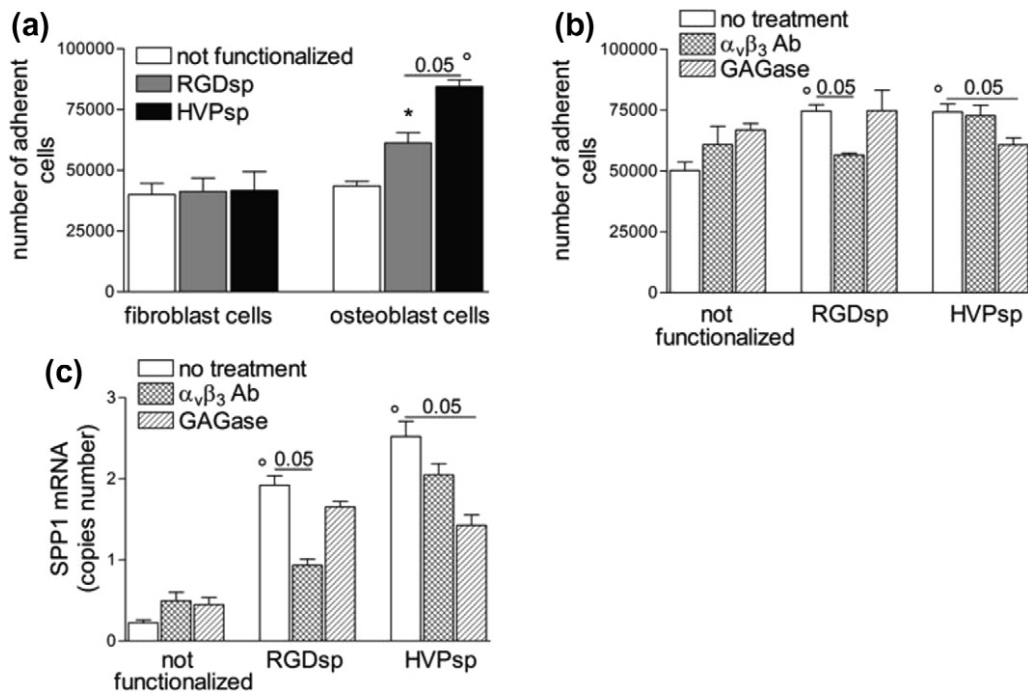 (a)
100000
75000
50000
25000
0
number of adherent
cells
not functionalized
RGDsp
HVPsp
0.05
°
*
fibroblast cells
osteoblast cells
(b)
100000
75000
50000
25000
0
number of adherent
cells
no treatment
αvβ3 Ab
GAGase
° 0.05
° 0.05
not
functionalized
RGDsp
HVPsp
(c)
3
2
1
0
SPP1 mRNA
(copies number)
no treatment
αvβ3 Ab
GAGase
° 0.05
° 0.05
not
functionalized
RGDsp
HVPsp